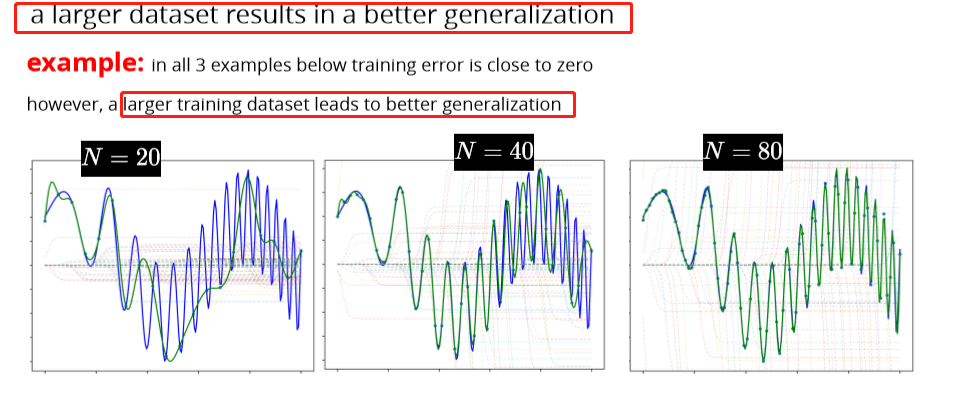 a larger dataset results in a better generalization
example: in all 3 examples below training error is close to zero
however, a larger training dataset leads to better generalization
N = 20
N = 40
N = 80